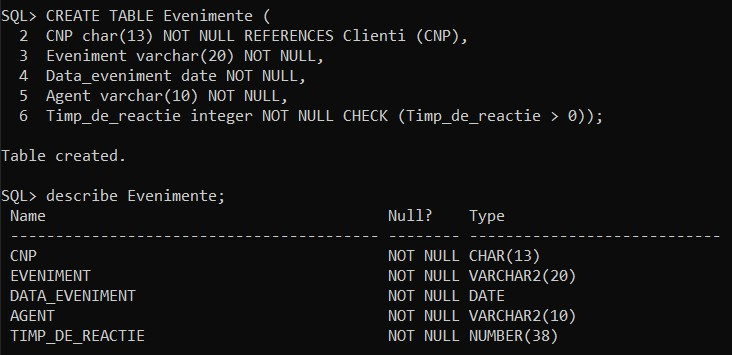 SQL> CREATE TABLE Evenimente (
  2  CNP char(13) NOT NULL REFERENCES Clienti (CNP),
  3  Eveniment varchar(20) NOT NULL,
  4  Data_eveniment date NOT NULL,
  5  Agent varchar(10) NOT NULL,
  6  Timp_de_reactie integer NOT NULL CHECK (Timp_de_reactie > 0));
Table created.
SQL> describe Evenimente;
 Name                                      Null?    Type
 ----------------------------------------- -------- ----------------------------
 CNP                                       NOT NULL CHAR(13)
 EVENIMENT                                 NOT NULL VARCHAR2(20)
 DATA_EVENIMENT                            NOT NULL DATE
 AGENT                                     NOT NULL VARCHAR2(10)
 TIMP_DE_REACTIE                           NOT NULL NUMBER(38)